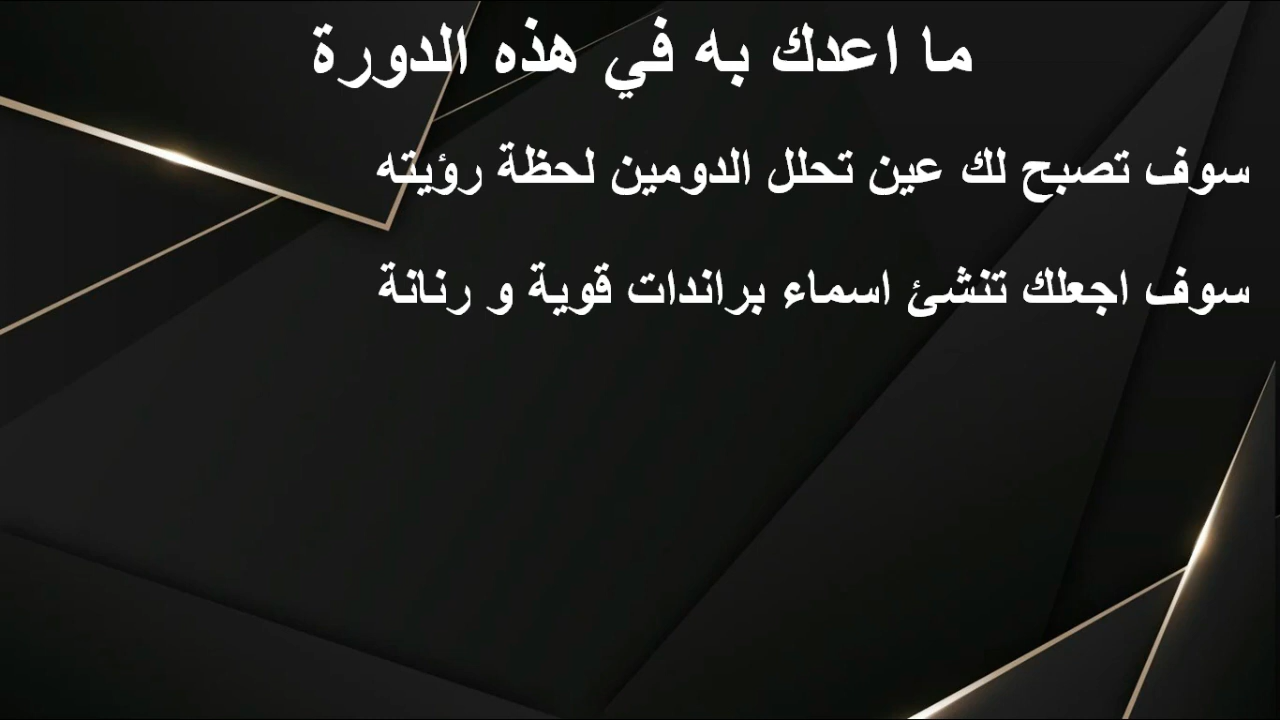 ما اعدك به في هذه الدورة
سوف تصبح لك عين تحلل الدومين لحظة رؤيته
سوف اجعلك تنشئ اسماء براندات قوية و رنانة